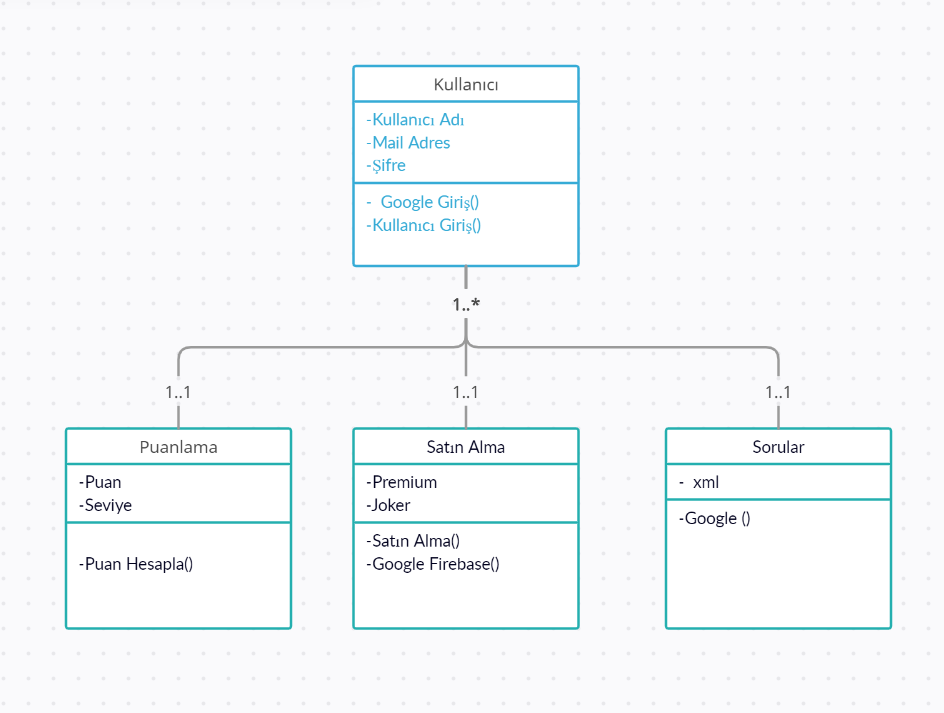 Kullanıcı
-Kullanıcı Adı
-Mail Adres
-Şifre
-  Google Giriş()
-Kullanıcı Giriş()
1..*
1..1
1..1
1..1
Puanlama
-Puan
-Seviye
-Puan Hesapla()
Satın Alma
-Premium
-Joker
-Satın Alma()
-Google Firebase()
Sorular
-  xml
-Google ()